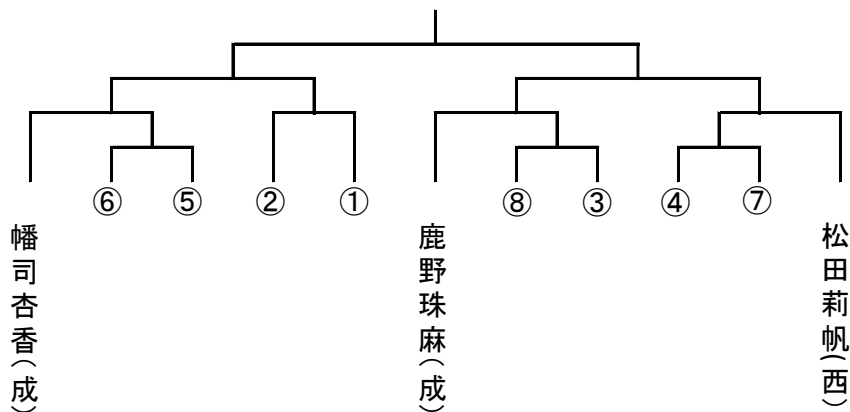 ⑥ ⑤ ② ① ⑧ ③ ④ ⑦
幡司杏香(成)
鹿野珠麻(成)
松田莉帆(西)